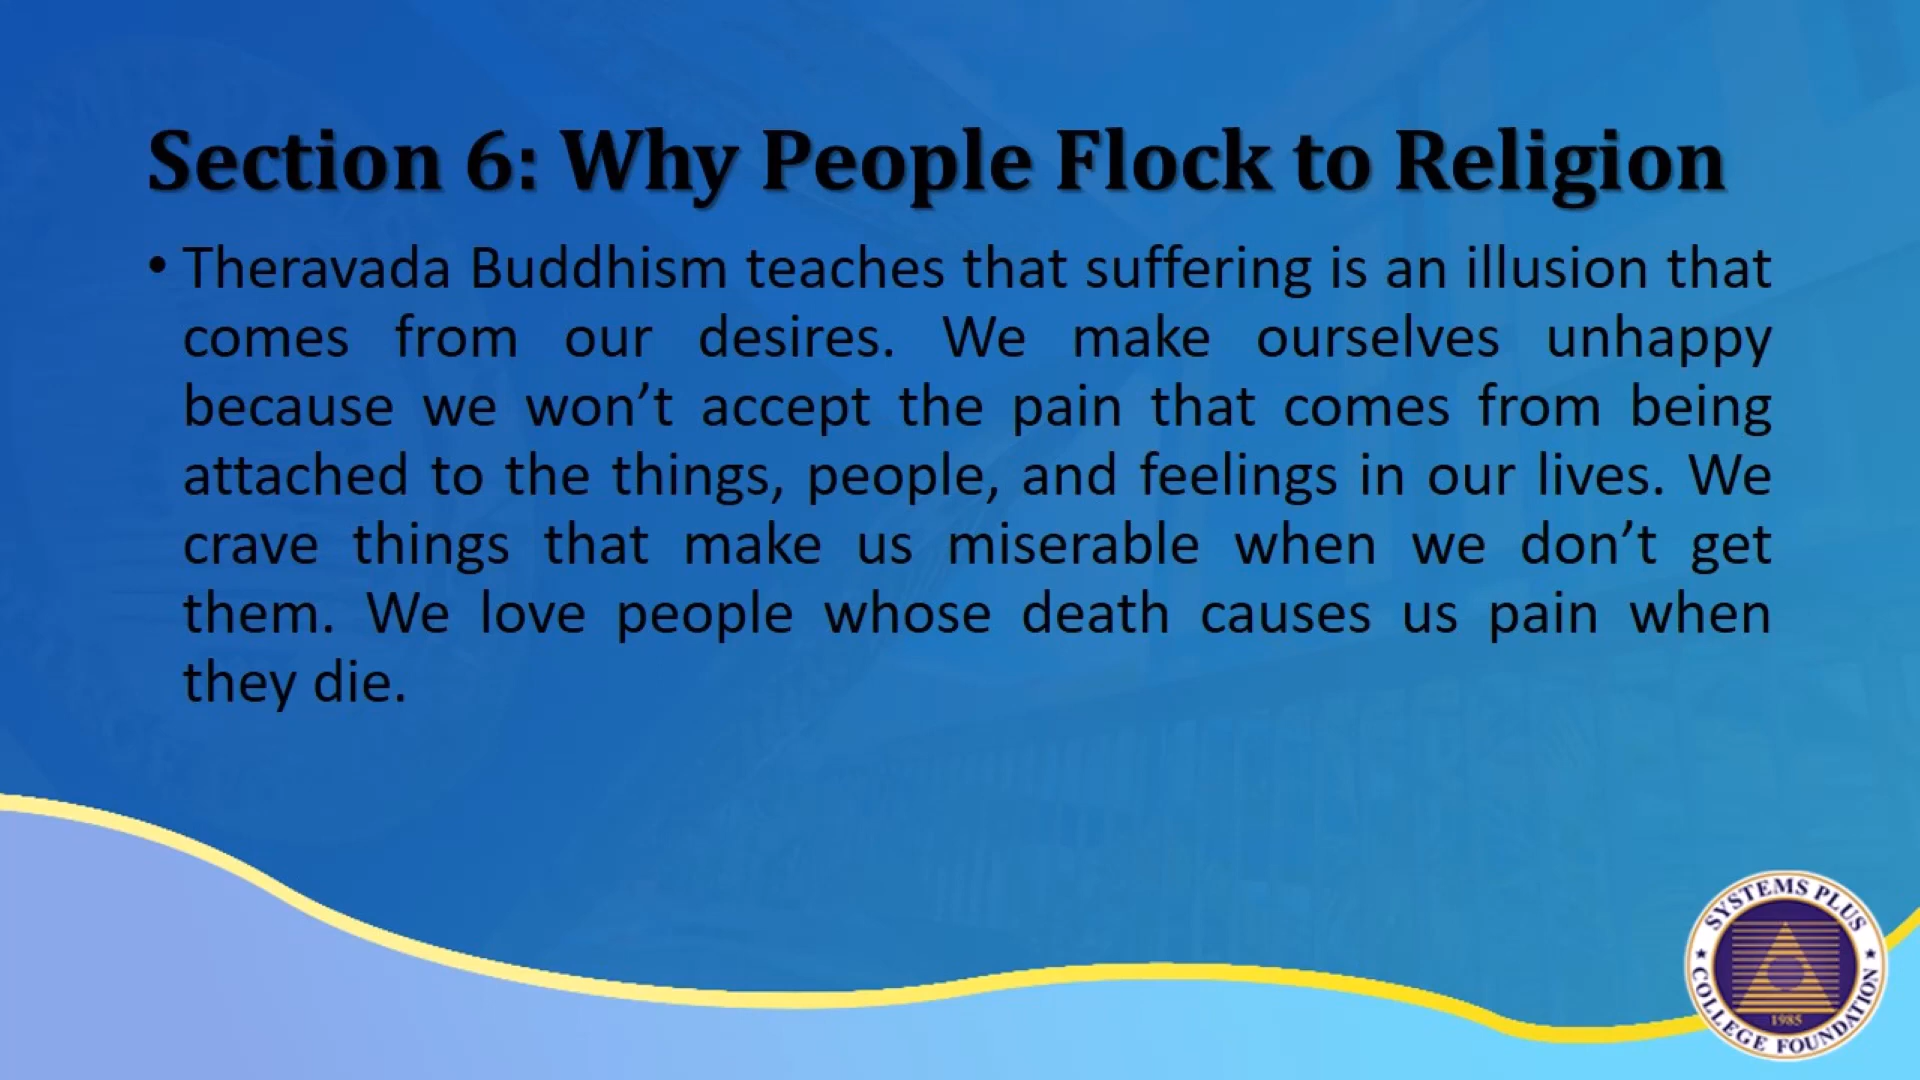 Section 6: Why People Flock to Religion
• Theravada Buddhism teaches that suffering is an illusion that
comes from our desires. We make ourselves unhappy
because we won’t accept the pain that comes from being
attached to the things, people, and feelings in our lives. We
crave things that make us miserable when we don’t get
them. We love people whose death causes us pain when
they die.
SYSTEMS PLUS
COLLEGE FOUNDATION
1985